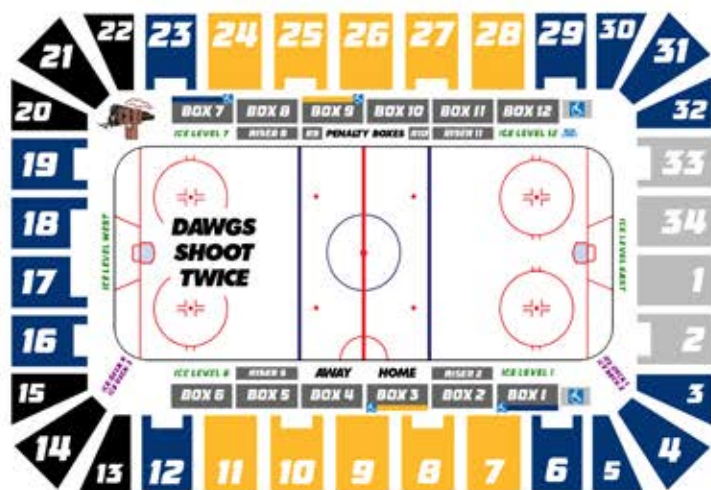 21 22 23 24 25 26 27 28 29 30 31
20 BOX 7 BOX 8 BOX 9 BOX 10 BOX 11 BOX 12 32
ICE LEVEL 7 RISER 8 R9 PENALTY BOXES R10 RISER 11 ICE LEVEL 12
19 33
18 34
17 1
16 2
ICE LEVEL WEST
DAWGS
SHOOT
TWICE
ICE LEVEL EAST
ICE LEVEL 6 RISER 5 AWAY HOME RISER 2 ICE LEVEL 1
15 BOX 6 BOX 5 BOX 4 BOX 3 BOX 2 BOX 1 3
14 13 12 11 10 9 8 7 6 5 4